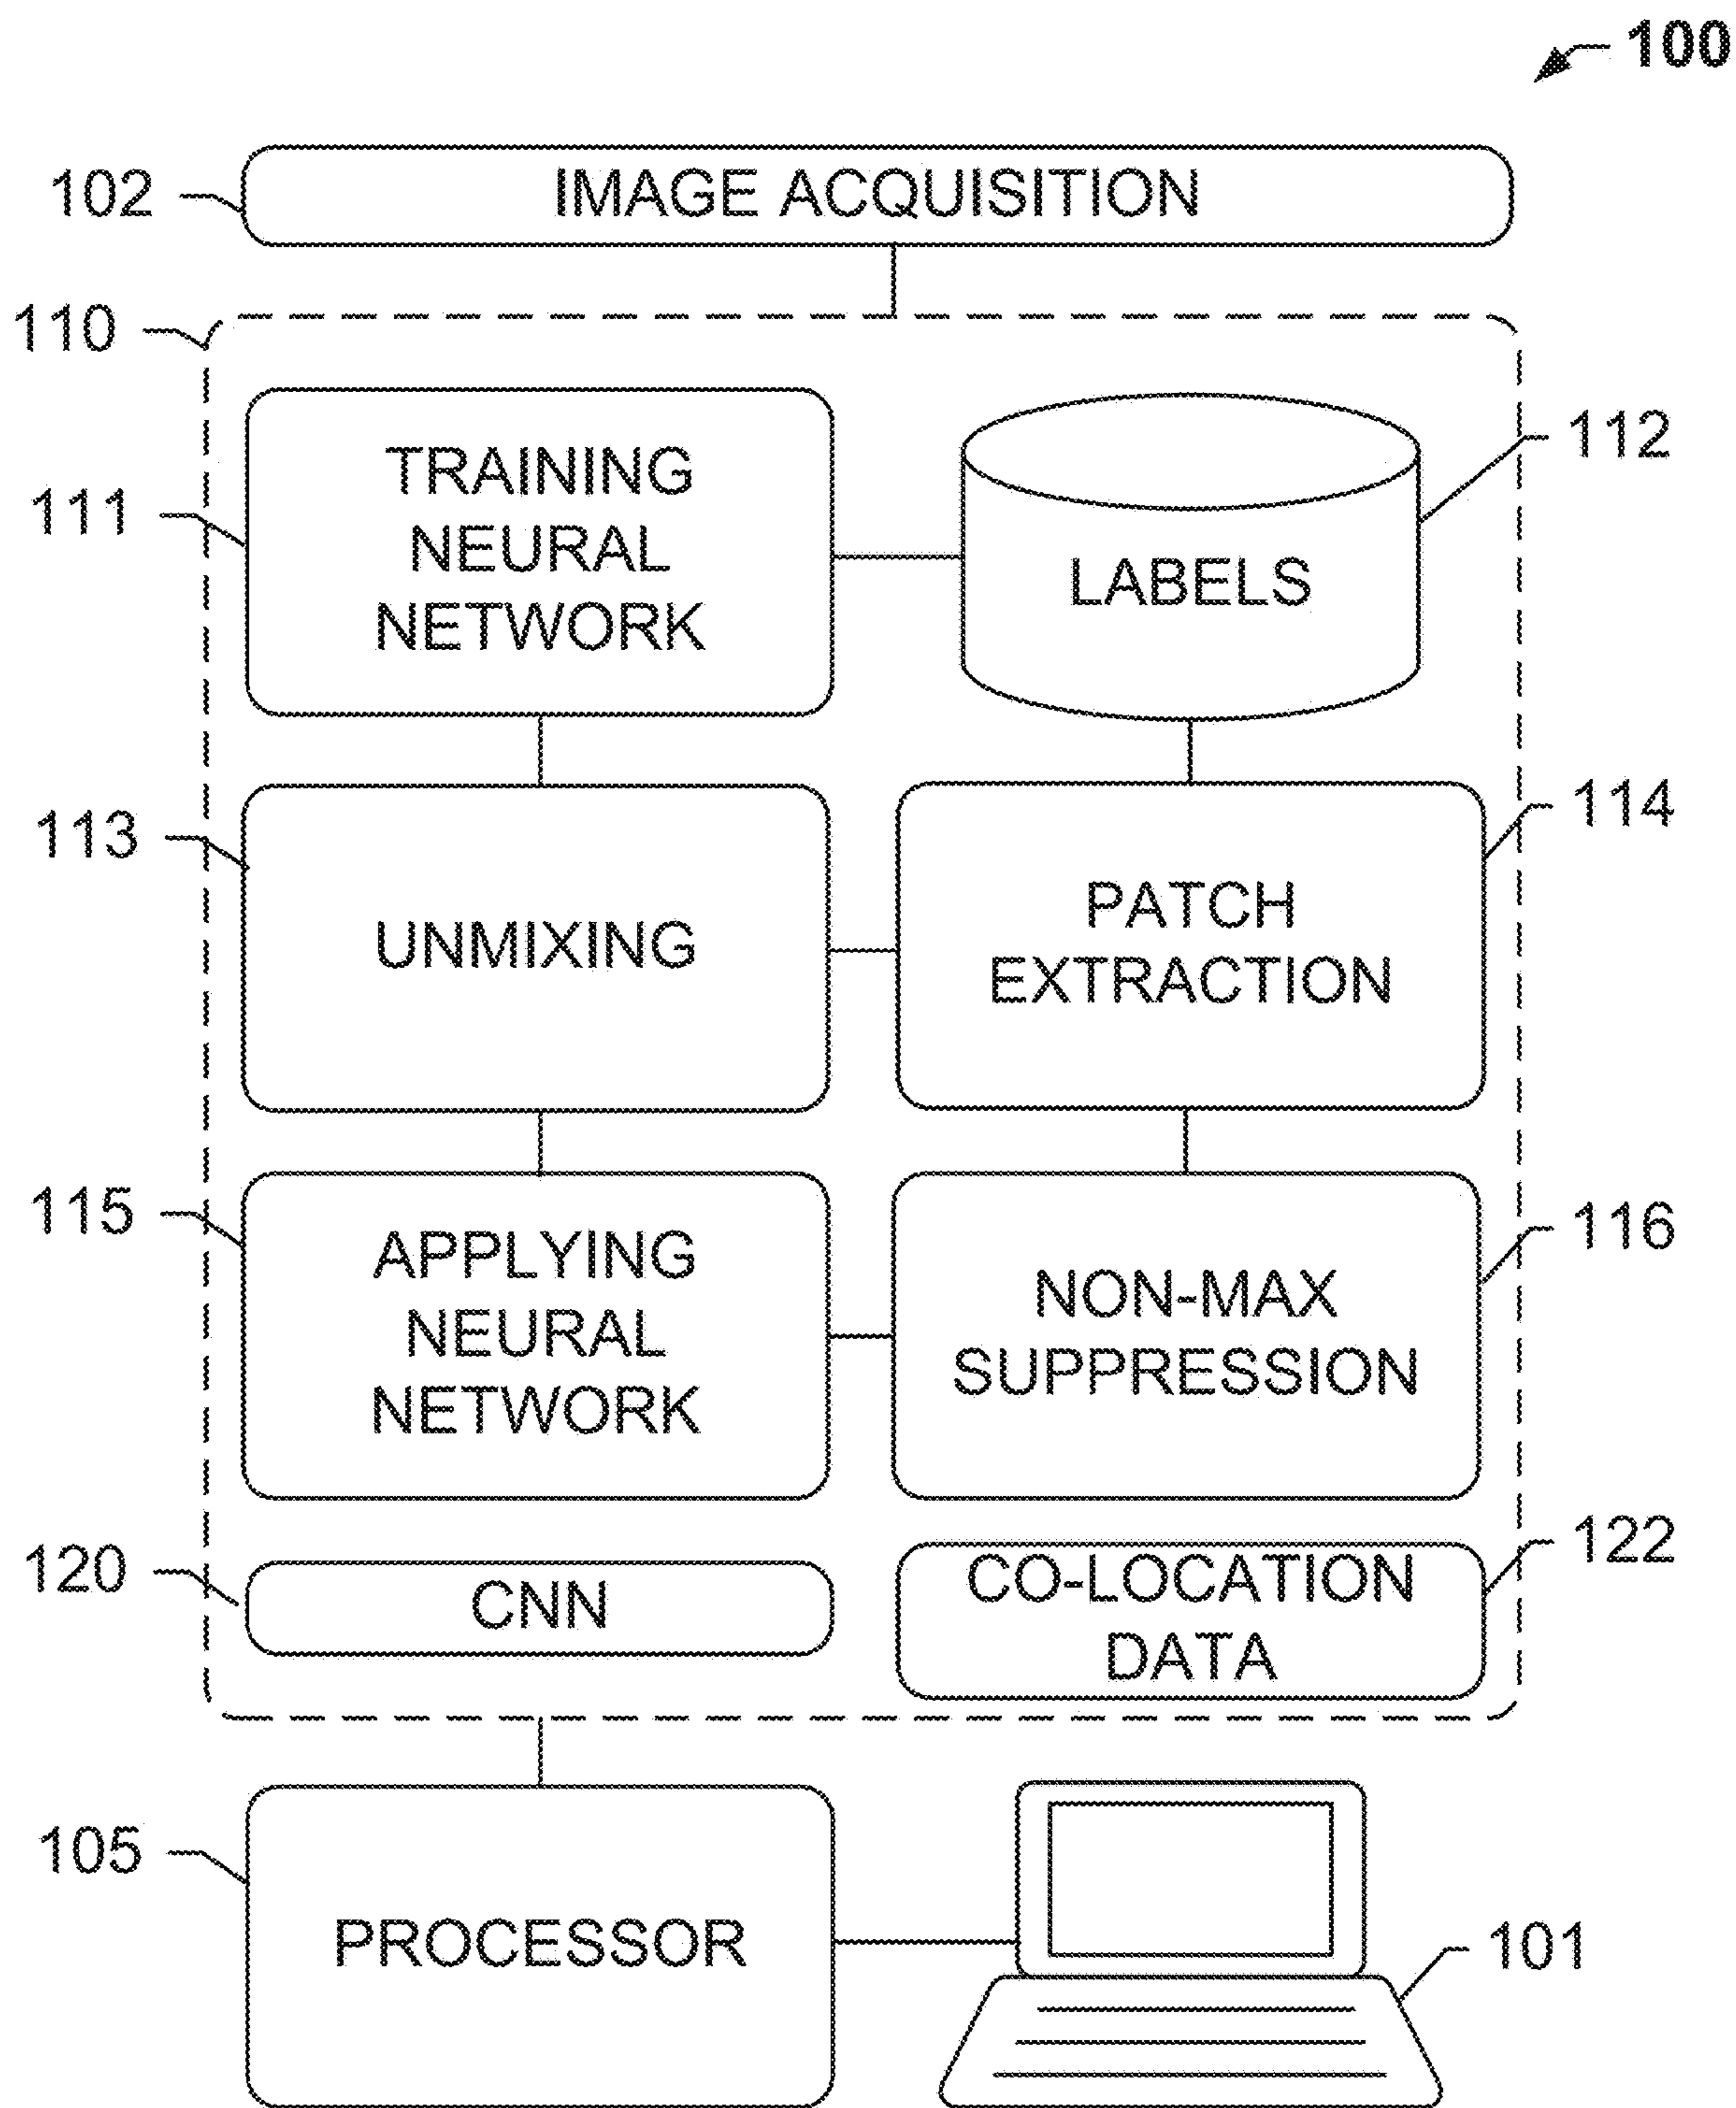 100
102
IMAGE ACQUISITION
110
111
TRAINING
NEURAL
NETWORK
LABELS
112
113
UNMIXING
PATCH
EXTRACTION
114
115
APPLYING
NEURAL
NETWORK
NON-MAX
SUPPRESSION
116
120
CNN
CO-LOCATION
DATA
122
105
PROCESSOR
101